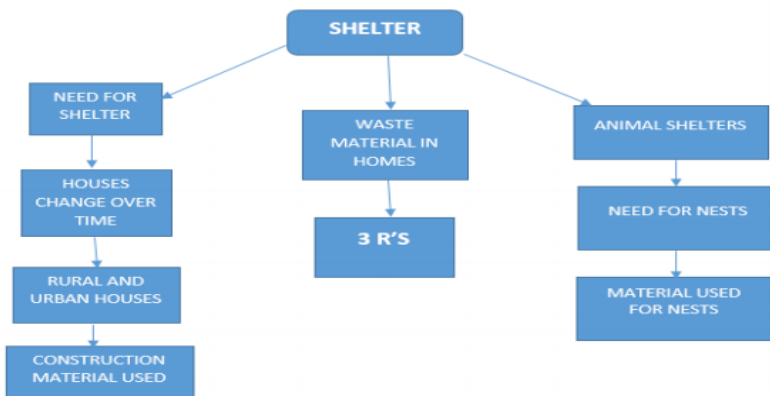 SHELTER
NEED FOR
SHELTER
HOUSES
CHANGE OVER
TIME
RURAL AND
URBAN HOUSES
CONSTRUCTION
MATERIAL USED
WASTE
MATERIAL IN
HOMES
3 R'S
ANIMAL SHELTERS
NEED FOR NESTS
MATERIAL USED
FOR NESTS